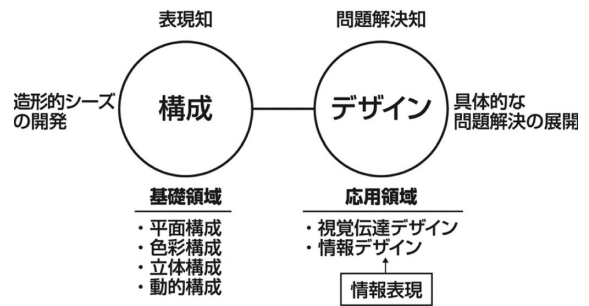 表現知
問題解決知
造形的シーズ
の開発
構成
デザイン
具体的な
問題解決の展開
基礎領域
・平面構成
・色彩構成
・立体構成
・動的構成
応用領域
・視覚伝達デザイン
・情報デザイン
情報表現